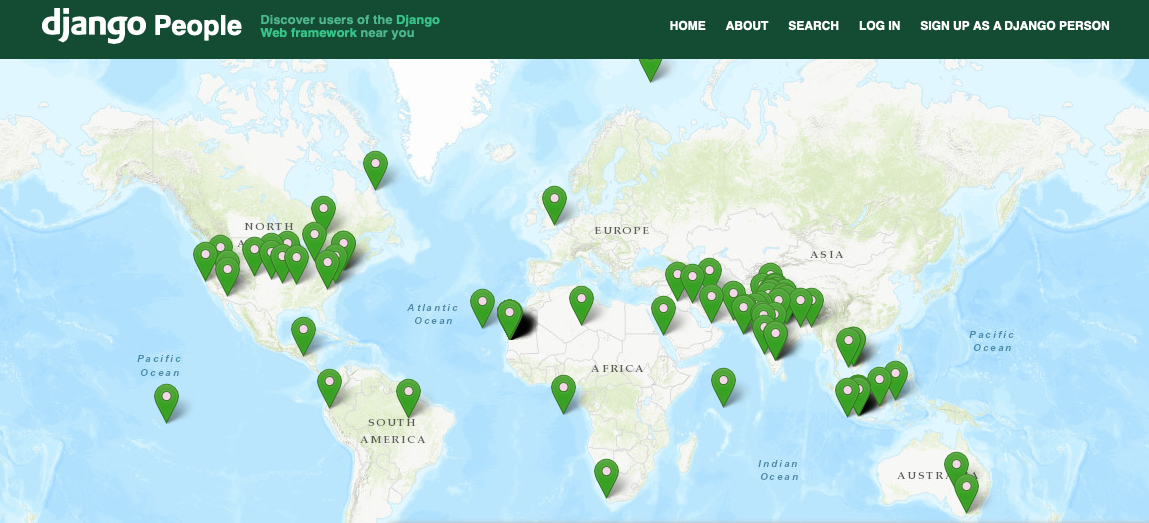 django People
Discover users of the Django
Web framework near you
HOME ABOUT SEARCH LOG IN SIGN UP AS A DJANGO PERSON
NORTH
EUROPE
ASIA
Atlantic
Ocean
Pacific
Ocean
Pacific
Ocean
AFRICA
SOUTH
AMERICA
Indian
Ocean